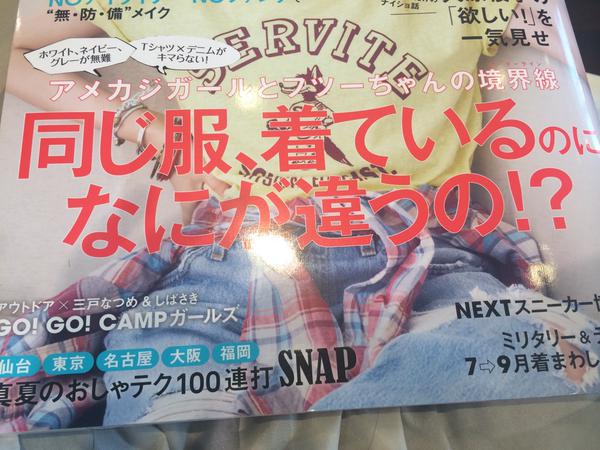 "無・防・備"メイク
ナイショ話
「欲しい!」を
一気見せ
ホワイト、ネイビー、
グレーが無難
Tシャツ×デニムが
キマらない!
SERVITE
アメカジガールとフツーちゃんの境界線
同じ服、着ているのに
なにが違うの!?
アウトドア×三戸なつめ&しばさき
GO! GO! CAMPガールズ
仙台 東京 名古屋 大阪 福岡
真夏のおしゃテク100連打 SNAP
NEXTスニーカー
ミリタリー&デ
7⇨9月着まわし